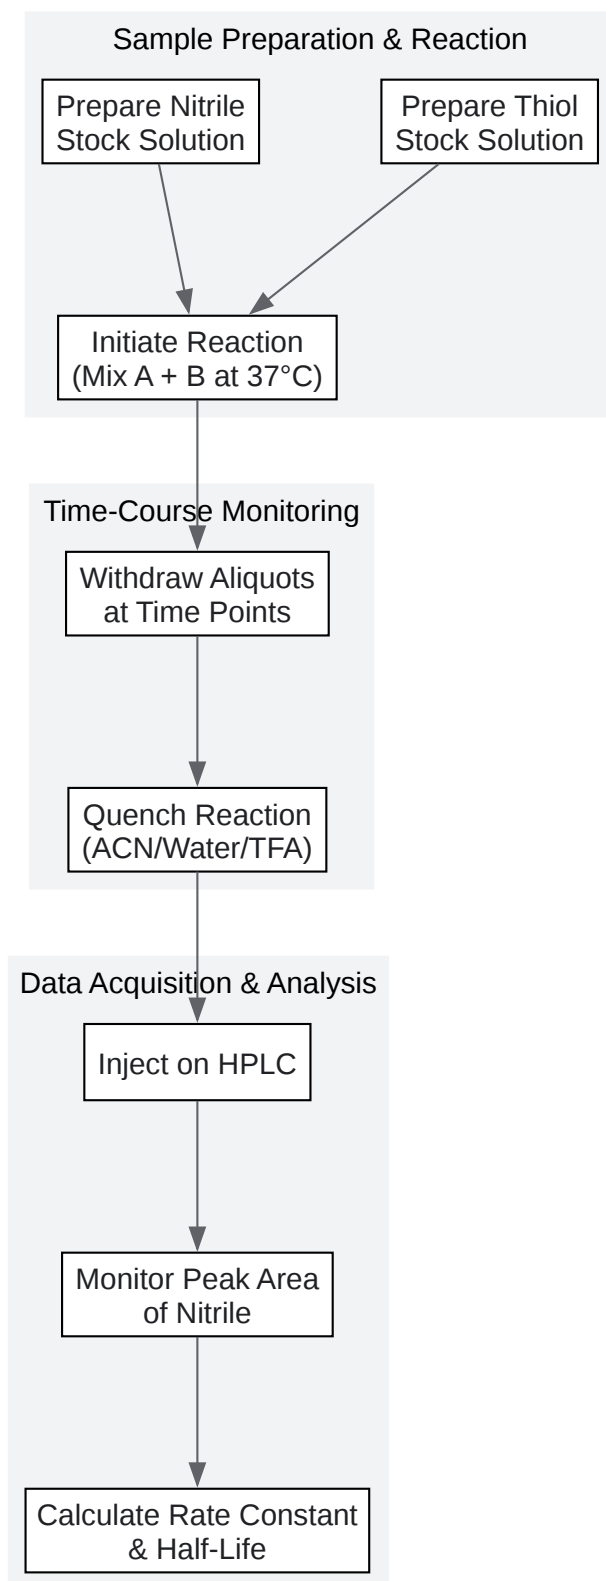 Sample Preparation & Reaction
Prepare Nitrile
Stock Solution
Prepare Thiol
Stock Solution
Initiate Reaction
(Mix A + B at 37°C)
Time-Course Monitoring
Withdraw Aliquots
at Time Points
Quench Reaction
(ACN/Water/TFA)
Data Acquisition & Analysis
Inject on HPLC
Monitor Peak Area
of Nitrile
Calculate Rate Constant
& Half-Life